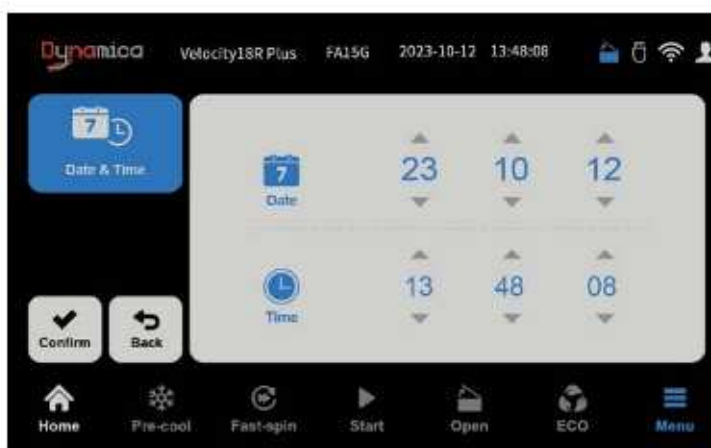 Dynamica Velocity18R Plus FA15G 2023-10-12 13:48:08
7
Date & Time
7 23 10 12
Date
13 48 08
Time
Confirm Back
Home Pre-cool Fast-spin Start Open ECO Menu